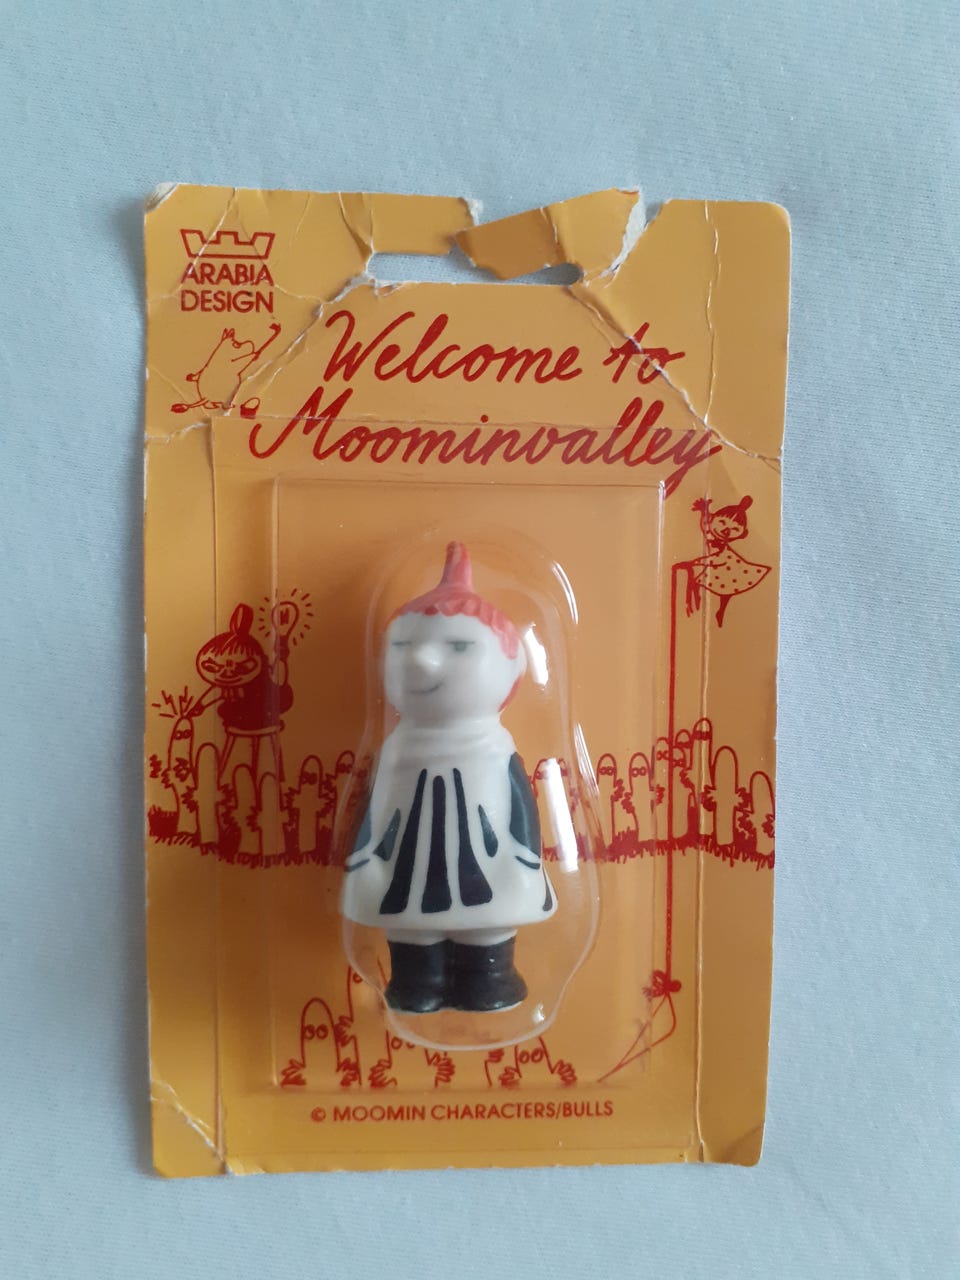 ARABIA
DESIGN
Welcome to
Moominvalley
© MOOMIN CHARACTERS/BULLS